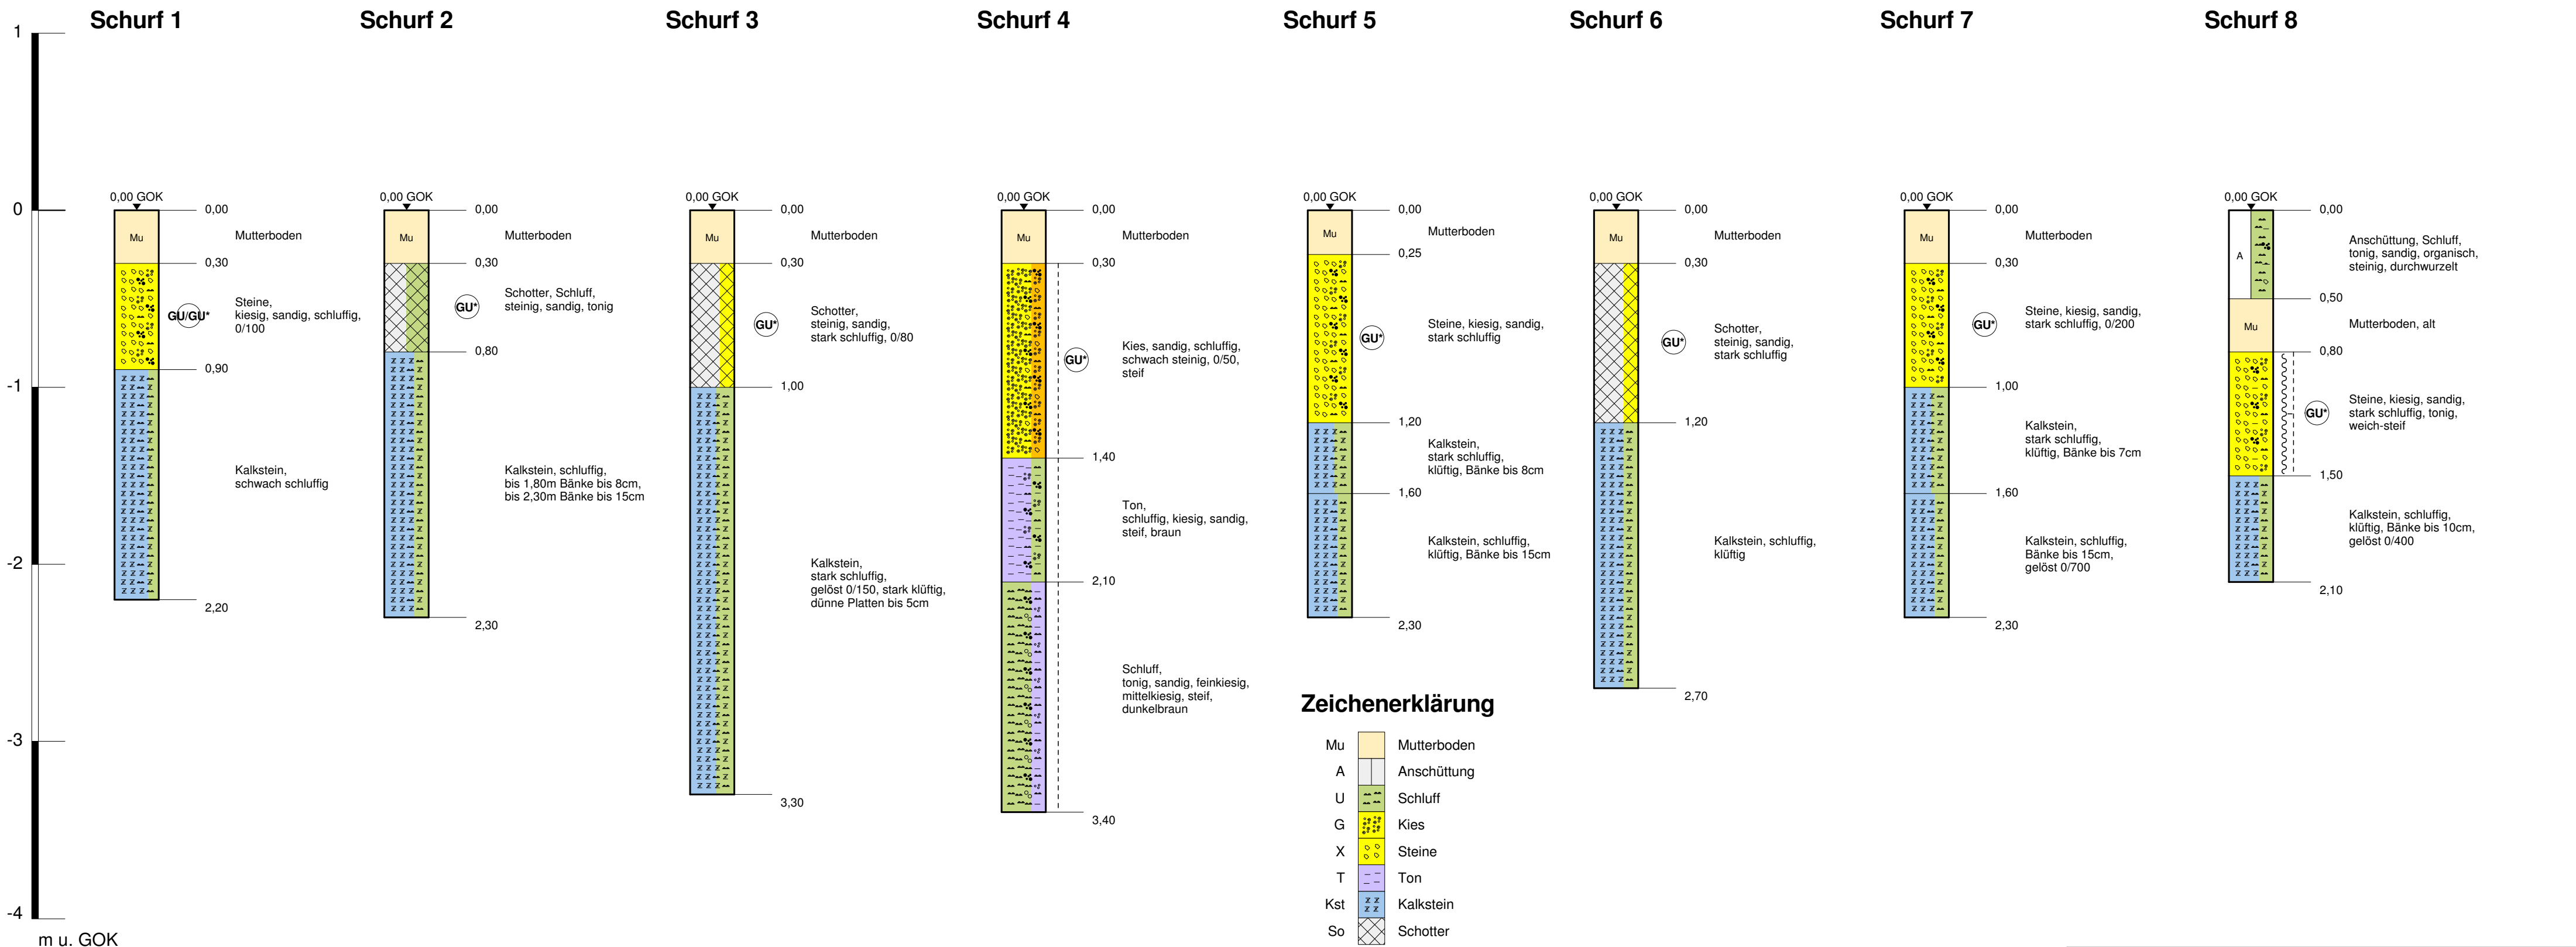 Schurf 1
Schurf 2
Schurf 3
Schurf 4
Schurf 5
Schurf 6
Schurf 7
Schurf 8
1
0
-1
-2
-3
-4
m u. GOK
0,00 GOK
Mu
0,00
Mutterboden
0,30
GU/GU*
Steine,
kiesig, sandig, schluffig,
0/100
0,90
Kalkstein,
schwach schluffig
2,20
0,00 GOK
Mu
0,00
Mutterboden
0,30
GU*
Schotter, Schluff,
steinig, sandig, tonig
0,80
Kalkstein, schluffig,
bis 1,80m Bänke bis 8cm,
bis 2,30m Bänke bis 15cm
2,30
0,00 GOK
Mu
0,00
Mutterboden
0,30
GU*
Schotter,
steinig, sandig,
stark schluffig, 0/80
1,00
Kalkstein,
stark schluffig,
gelöst 0/150, stark klüftig,
dünne Platten bis 5cm
3,30
0,00 GOK
Mu
0,00
Mutterboden
0,30
GU*
Kies, sandig, schluffig,
schwach steinig, 0/50,
steif
1,40
Ton,
schluffig, kiesig, sandig,
steif, braun
2,10
Schluff,
tonig, sandig, feinkiesig,
mittelkiesig, steif,
dunkelbraun
3,40
0,00 GOK
Mu
0,00
Mutterboden
0,25
GU*
Steine, kiesig, sandig,
stark schluffig
1,20
Kalkstein,
stark schluffig,
klüftig, Bänke bis 8cm
1,60
Kalkstein, schluffig,
klüftig, Bänke bis 15cm
2,30
0,00 GOK
Mu
0,00
Mutterboden
0,30
GU*
Schotter,
steinig, sandig,
stark schluffig
1,20
Kalkstein, schluffig,
klüftig
2,70
0,00 GOK
Mu
0,00
Mutterboden
0,30
GU*
Steine, kiesig, sandig,
stark schluffig, 0/200
1,00
Kalkstein,
stark schluffig,
klüftig, Bänke bis 7cm
1,60
Kalkstein, schluffig,
Bänke bis 15cm,
gelöst 0/700
2,30
0,00 GOK
A
0,00
Anschüttung, Schluff,
tonig, sandig, organisch,
steinig, durchwurzelt
0,50
Mu
Mutterboden, alt
0,80
GU*
Steine, kiesig, sandig,
stark schluffig, tonig,
weich-steif
1,50
Kalkstein, schluffig,
klüftig, Bänke bis 10cm,
gelöst 0/400
2,10
Zeichenerklärung
Mu Mutterboden
A Anschüttung
U Schluff
G Kies
X Steine
T Ton
Kst Kalkstein
So Schotter